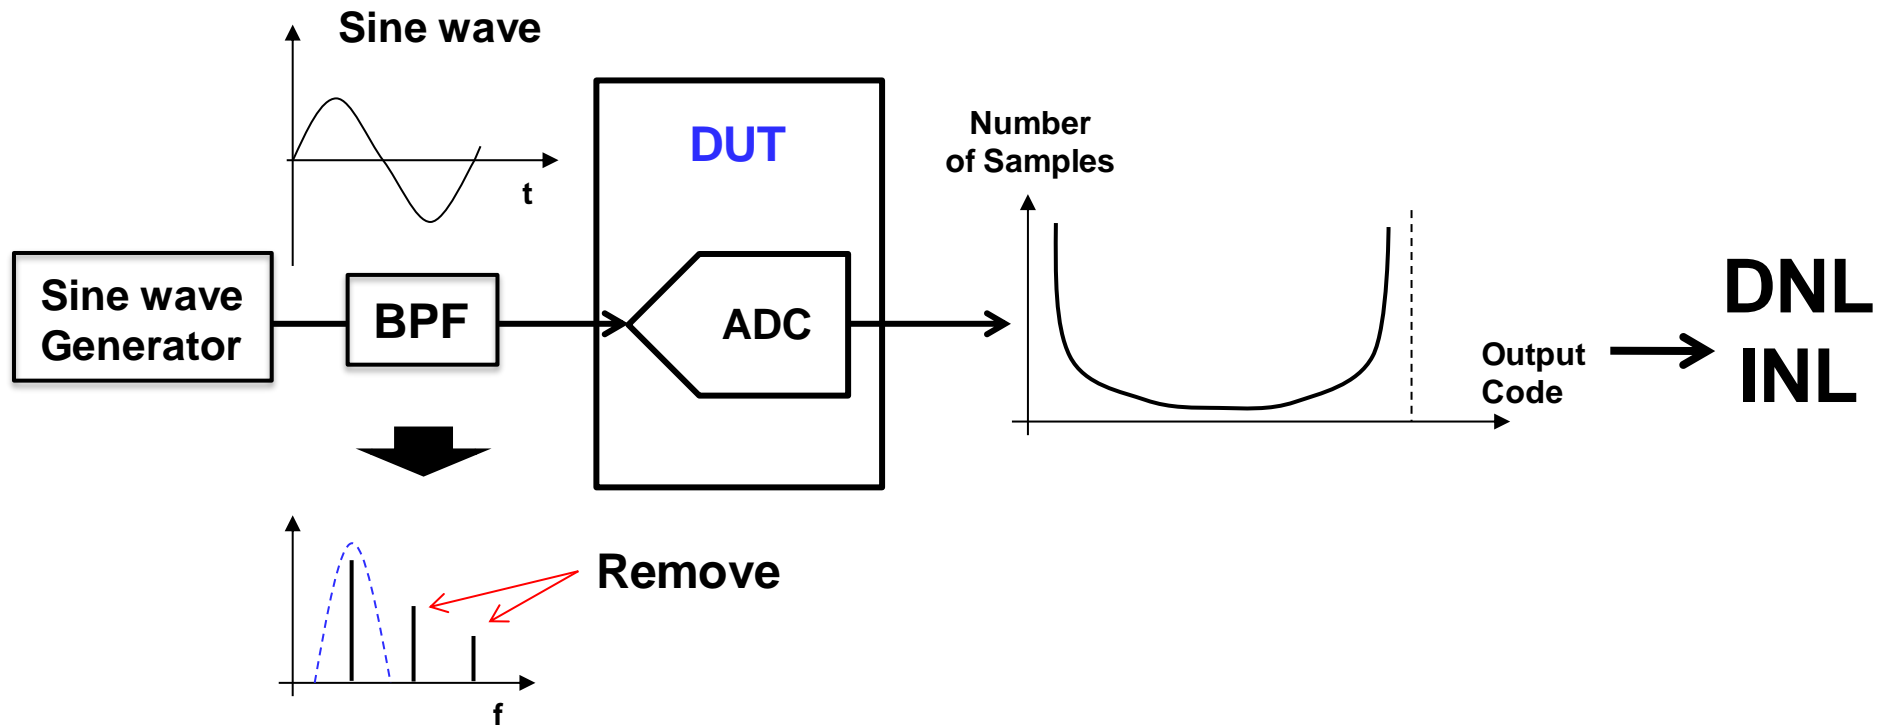 Sine wave
t
Sine wave
Generator
BPF
DUT
ADC
Number
of Samples
Output
Code
DNL
INL
Remove
f